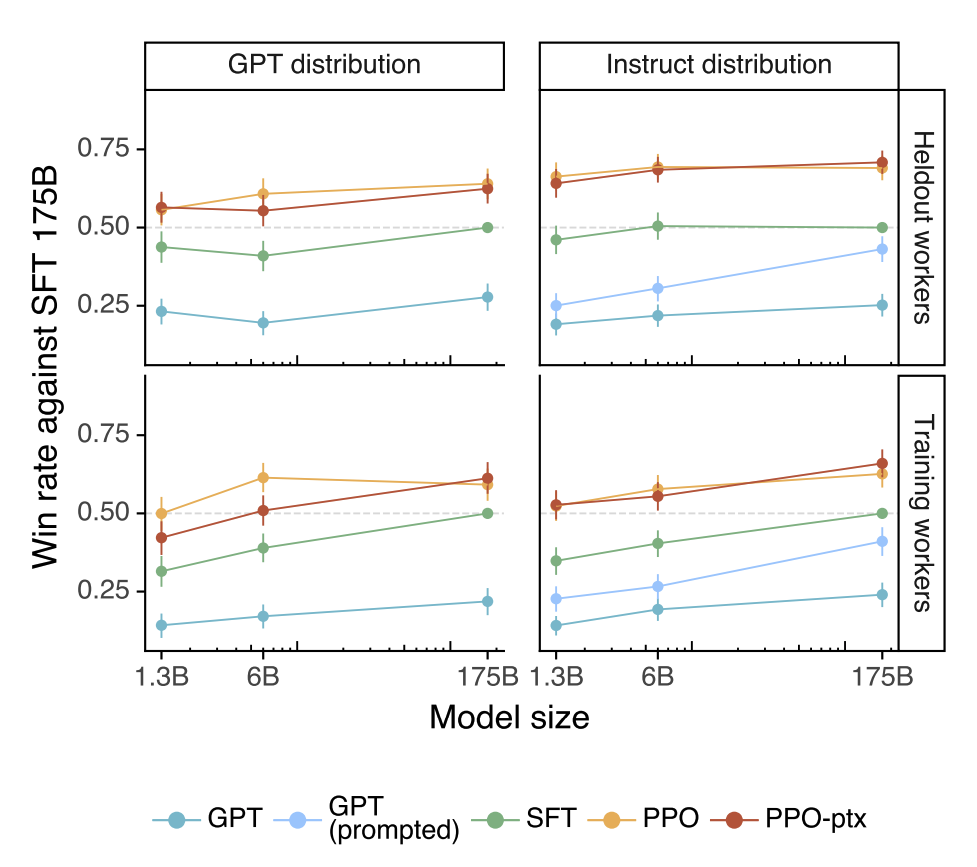 GPT distribution
Instruct distribution
Heldout workers
Training workers
Win rate against SFT 175B
0.75
0.50
0.25
0.75
0.50
0.25
1.3B 6B 175B
1.3B 6B 175B
Model size
GPT
GPT
(prompted)
SFT
PPO
PPO-ptx